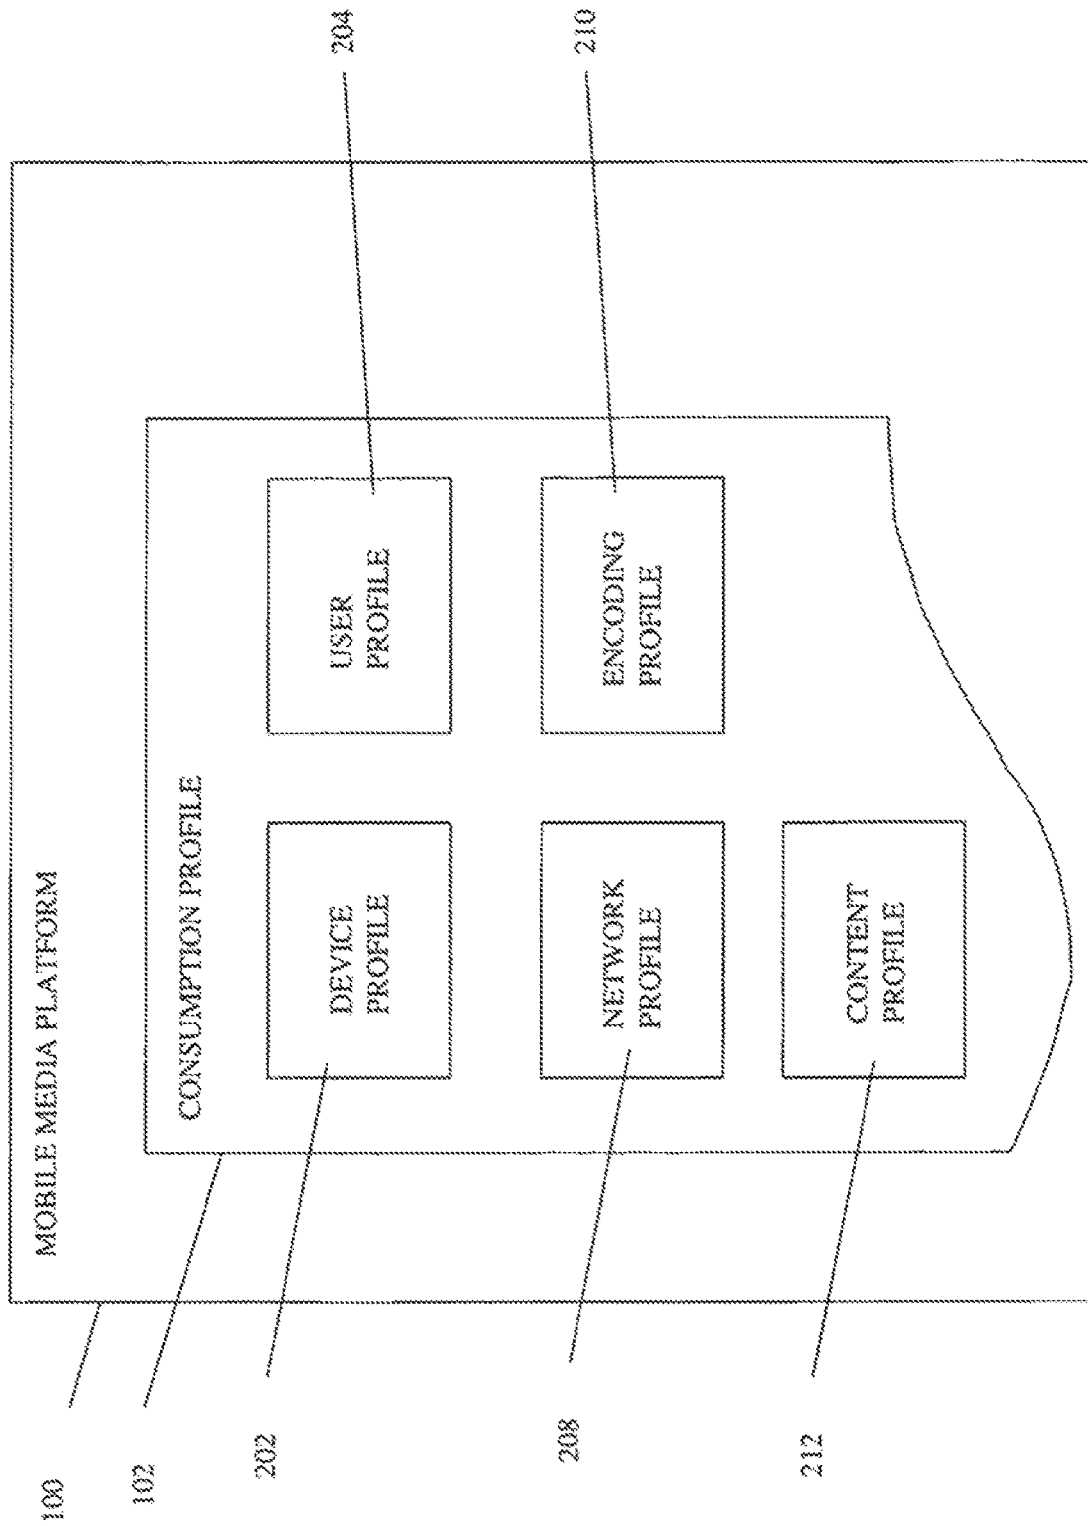 MOBILE MEDIA PLATFORM
100
CONSUMPTION PROFILE
102
DEVICE
PROFILE
202
USER
PROFILE
204
NETWORK
PROFILE
208
ENCODING
PROFILE
210
CONTENT
PROFILE
212